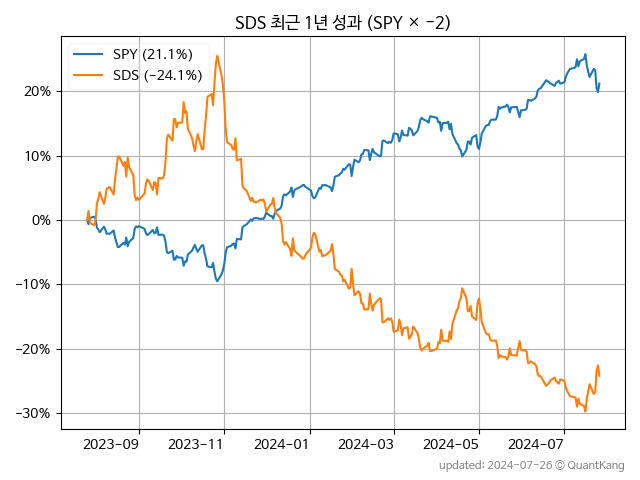 SDS 최근 1년 성과 (SPY × -2)
SPY (21.1%)
SDS (-24.1%)
20%
10%
0%
-10%
-20%
-30%
2023-09 2023-11 2024-01 2024-03 2024-05 2024-07
updated: 2024-07-26 © QuantKang